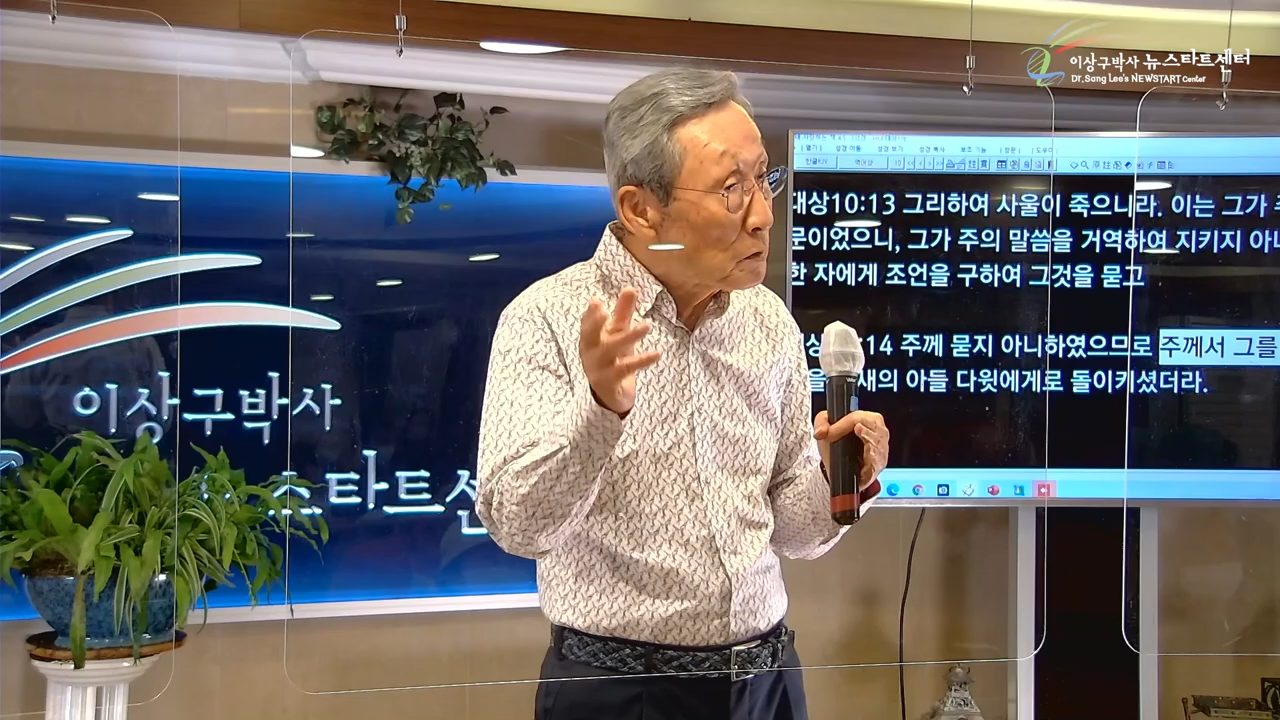 이상구박사 뉴스타트센터
Dr. Sang Lee's NEWSTART Center
이상구박사
스타트센
대상10:13 그리하여 사울이 죽으니라. 이는 그가
문이었으니, 그가 주의 말씀을 거역하여 지키지 아니
한 자에게 조언을 구하여 그것을 묻고
14 주께 묻지 아니하였으므로 주께서 그를
새의 아들 다윗에게로 돌이키셨더라.